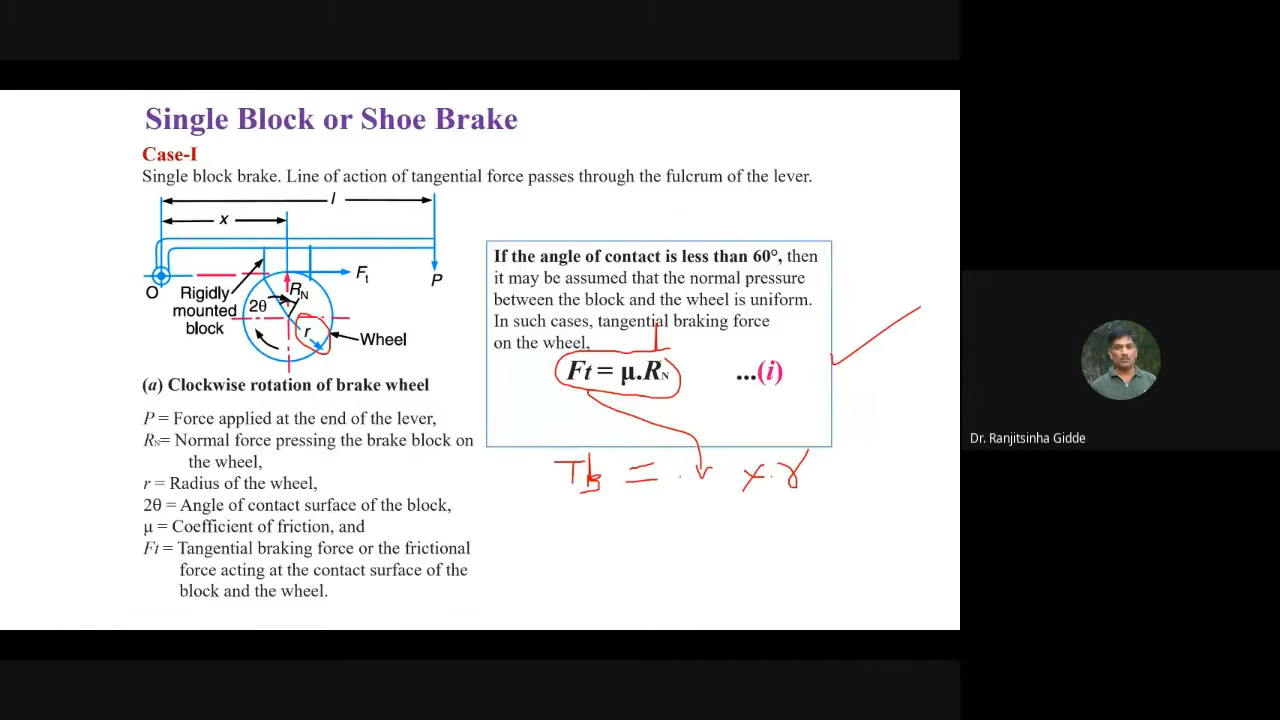 Single Block or Shoe Brake
Case-I
Single block brake. Line of action of tangential force passes through the fulcrum of the lever.
l
x
Ft
P
O
Rigidly
mounted
block
RN
2θ
r
Wheel
(a) Clockwise rotation of brake wheel
P = Force applied at the end of the lever,
RN= Normal force pressing the brake block on
the wheel,
r = Radius of the wheel,
2θ = Angle of contact surface of the block,
μ = Coefficient of friction, and
Ft = Tangential braking force or the frictional
force acting at the contact surface of the
block and the wheel.
If the angle of contact is less than 60°, then
it may be assumed that the normal pressure
between the block and the wheel is uniform.
In such cases, tangential braking force
on the wheel,
Ft = μ.RN ...(i)
TB = x.r
Dr. Ranjitsinha Gidde